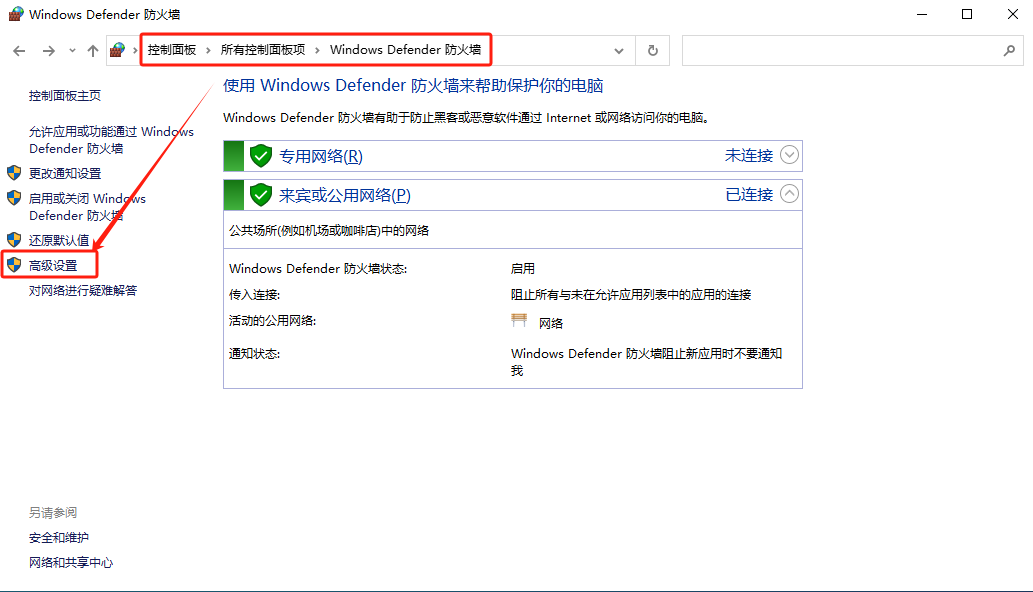 Windows Defender 防火墙
控制面板 › 所有控制面板项 › Windows Defender 防火墙
控制面板主页
允许应用或功能通过 Windows
Defender 防火墙
更改通知设置
启用或关闭 Windows
Defender 防火墙
还原默认值
高级设置
对网络进行疑难解答
使用 Windows Defender 防火墙来帮助保护你的电脑
Windows Defender 防火墙有助于防止黑客或恶意软件通过 Internet 或网络访问你的电脑。
专用网络(R) 未连接
来宾或公用网络(P) 已连接
公共场所(例如机场或咖啡店)中的网络
Windows Defender 防火墙状态: 启用
传入连接: 阻止所有与未在允许应用列表中的应用的连接
活动的公用网络: 网络
通知状态: Windows Defender 防火墙阻止新应用时不要通知
我
另请参阅
安全和维护
网络和共享中心